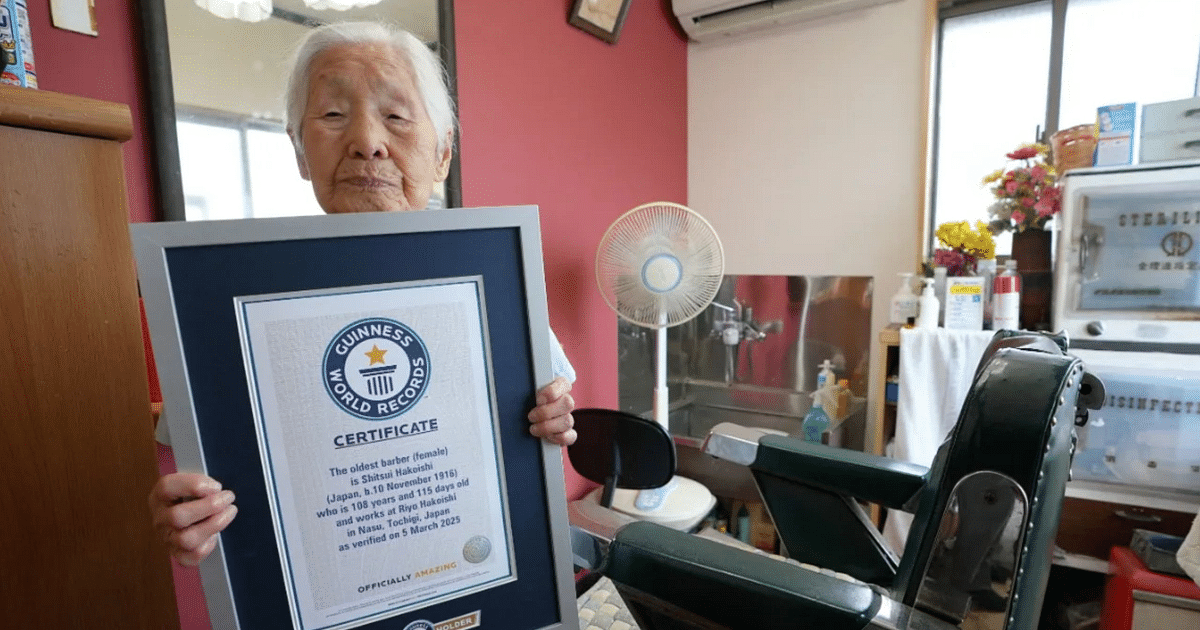 GUINNESS
WORLD RECORDS
CERTIFICATE
The oldest barber (female)
is Shitsui Hakoishi
(Japan, b.10 November 1916)
who is 108 years and 115 days old
and works at Riyo Hakoishi
in Nasu, Tochigi, Japan
as verified on 5 March 2025
OFFICIALLY AMAZING
HOLDER
STERILI
DISINFECT